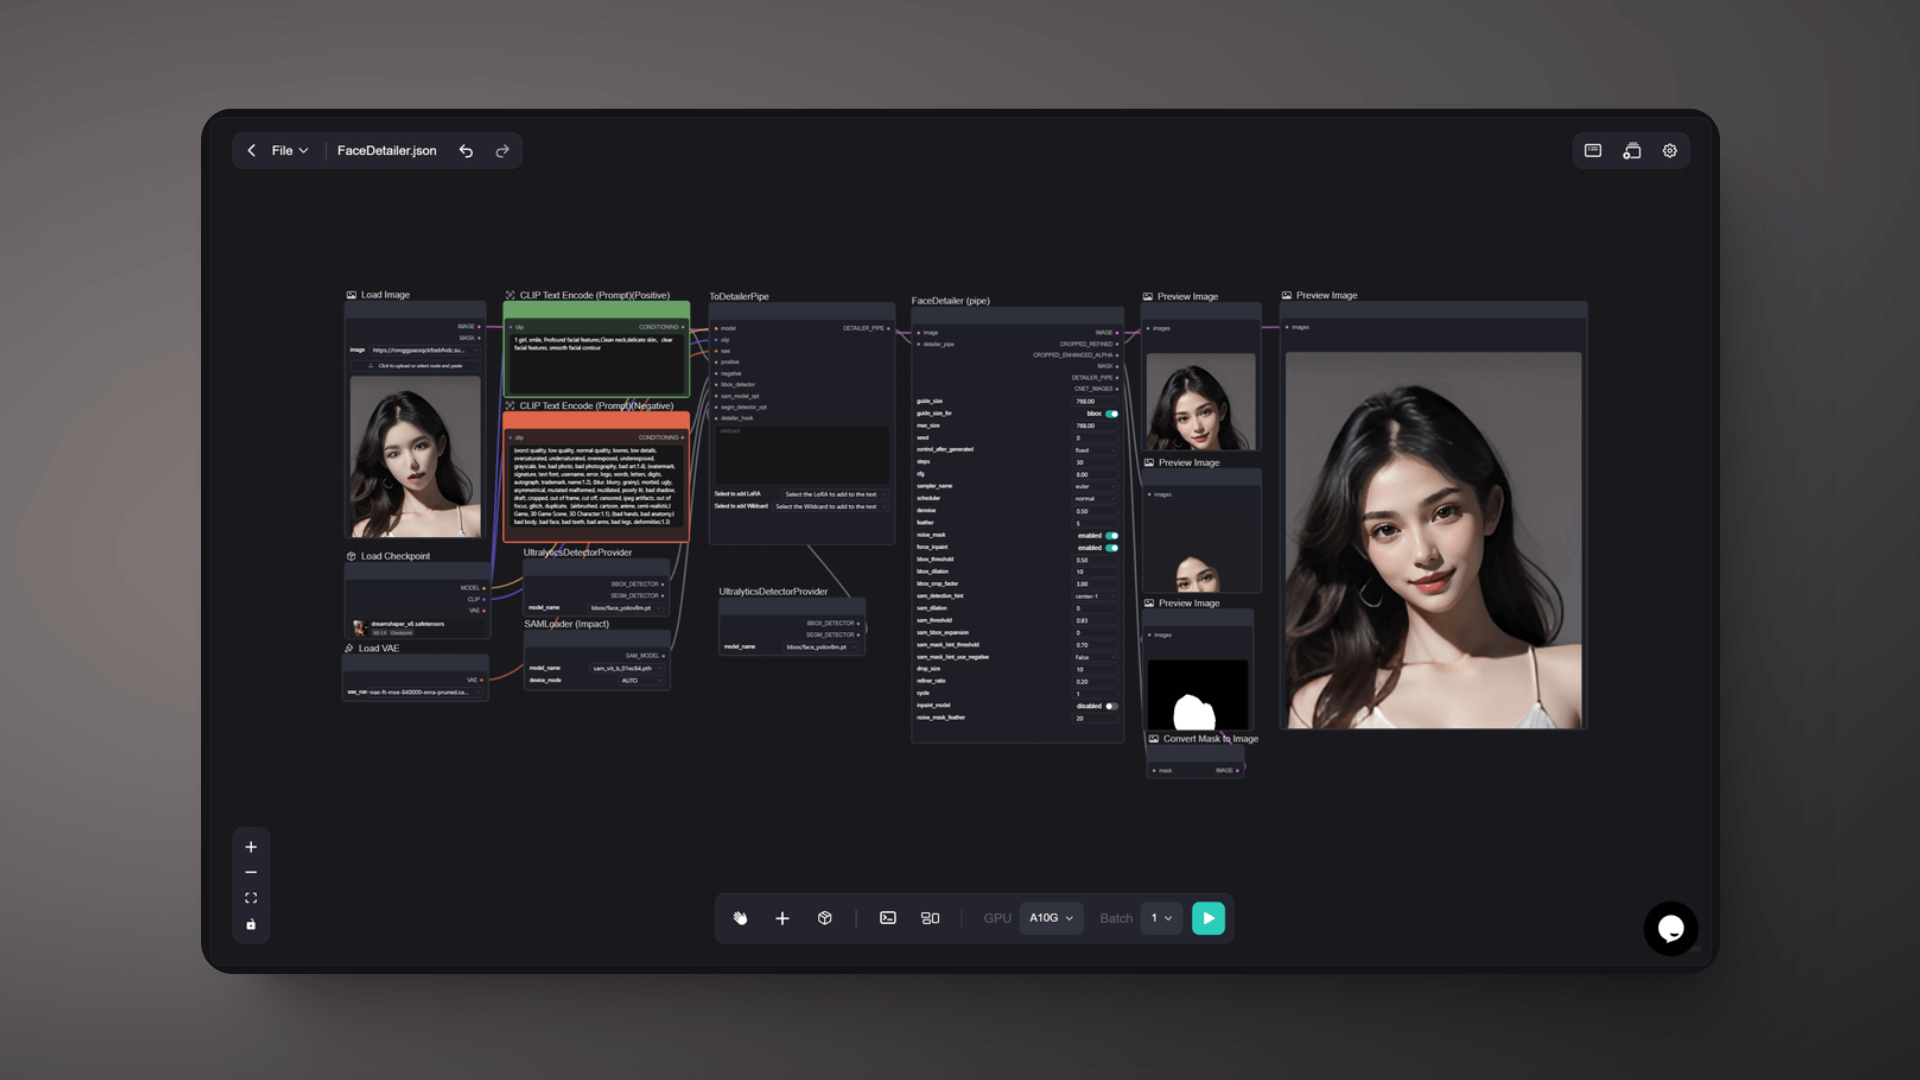 File
FaceDetailer.json
Load Image
IMAGE
MASK
image
Click to upload or select node and paste
CLIP Text Encode (Prompt)(Positive)
clip
CONDITIONING
1 girl, smile, Profound facial features,Clean neck,delicate skin, clear
facial features, smooth facial contour
CLIP Text Encode (Prompt)(Negative)
clip
CONDITIONING
(worst quality, low quality, normal quality, lowres, low details,
oversaturated, undersaturated, overexposed, underexposed,
grayscale, bw, bad photo, bad photography, bad art:1.4), (watermark,
signature, text font, username, error, logo, words, letters, digits,
autograph, trademark, name:1.2), (blur, blurry, grainy), morbid, ugly,
asymmetrical, mutated malformed, mutilated, poorly lit, bad shadow,
draft, cropped, out of frame, cut off, censored, jpeg artifacts, out of
focus, glitch, duplicate, (airbrushed, cartoon, anime, semi-realistic,)
Game, 3D Game Scene, 3D Character:1.1), (bad hands, bad anatomy,)
bad body, bad face, bad teeth, bad arms, bad legs, deformities:1.3)
Load Checkpoint
MODEL
CLIP
VAE
dreamshaper_v8.safetensors
SD 1.5
Checkpoint
Load VAE
VAE
vae-ft-mse-840000-ema-pruned.sa...
UltralyticsDetectorProvider
BBOX_DETECTOR
SEGM_DETECTOR
model_name
bbox/face_yolov8m.pt
SAMLoader (Impact)
SAM_MODEL
model_name
sam_vit_b_01ec64.pth
device_mode
AUTO
ToDetailerPipe
model
DETAILER_PIPE
clip
vae
positive
negative
bbox_detector
sam_model_opt
segm_detector_opt
detailer_hook
wildcard
Select to add LoRA
Select the LoRA to add to the text
Select to add Wildcard
Select the Wildcard to add to the text
UltralyticsDetectorProvider
BBOX_DETECTOR
SEGM_DETECTOR
model_name
bbox/face_yolov8m.pt
FaceDetailer (pipe)
image
IMAGE
detailer_pipe
CROPPED_REFINED
CROPPED_ENHANCED_ALPHA
MASK
DETAILER_PIPE
CNET_IMAGES
guide_size
768.00
guide_size_for
bbox
max_size
768.00
seed
0
control_after_generated
fixed
steps
30
cfg
8.00
sampler_name
euler
scheduler
normal
denoise
0.50
feather
5
noise_mask
enabled
force_inpaint
enabled
bbox_threshold
0.50
bbox_dilation
10
bbox_crop_factor
3.00
sam_detection_hint
center-1
sam_dilation
0
sam_threshold
0.93
sam_bbox_expansion
0
sam_mask_hint_threshold
0.70
sam_mask_hint_use_negative
False
drop_size
10
refiner_ratio
0.20
cycle
1
inpaint_model
disabled
noise_mask_feather
20
Preview Image
images
Preview Image
images
Preview Image
images
Convert Mask to Image
mask
IMAGE
Preview Image
images
GPU
A10G
Batch
1